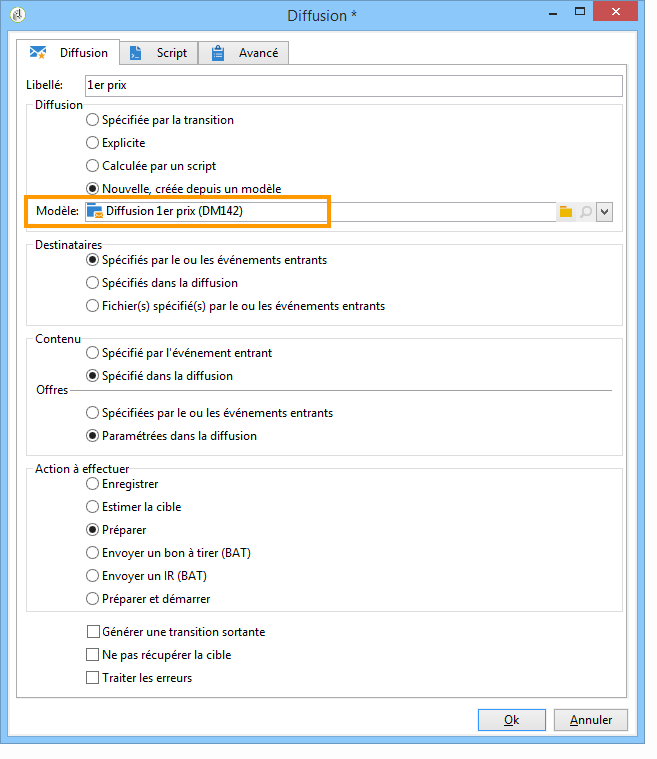 Diffusion *
Diffusion Script Avancé
Libellé: 1er prix
Diffusion
Spécifiée par la transition
Explicite
Calculée par un script
Nouvelle, créée depuis un modèle
Modèle: Diffusion 1er prix (DM142)
Destinataires
Spécifiés par le ou les événements entrants
Spécifiés dans la diffusion
Fichier(s) spécifié(s) par le ou les événements entrants
Contenu
Spécifié par l'événement entrant
Spécifié dans la diffusion
Offres
Spécifiées par le ou les événements entrants
Paramétrées dans la diffusion
Action à effectuer
Enregistrer
Estimer la cible
Préparer
Envoyer un bon à tirer (BAT)
Envoyer un IR (BAT)
Préparer et démarrer
Générer une transition sortante
Ne pas récupérer la cible
Traiter les erreurs
Ok Annuler